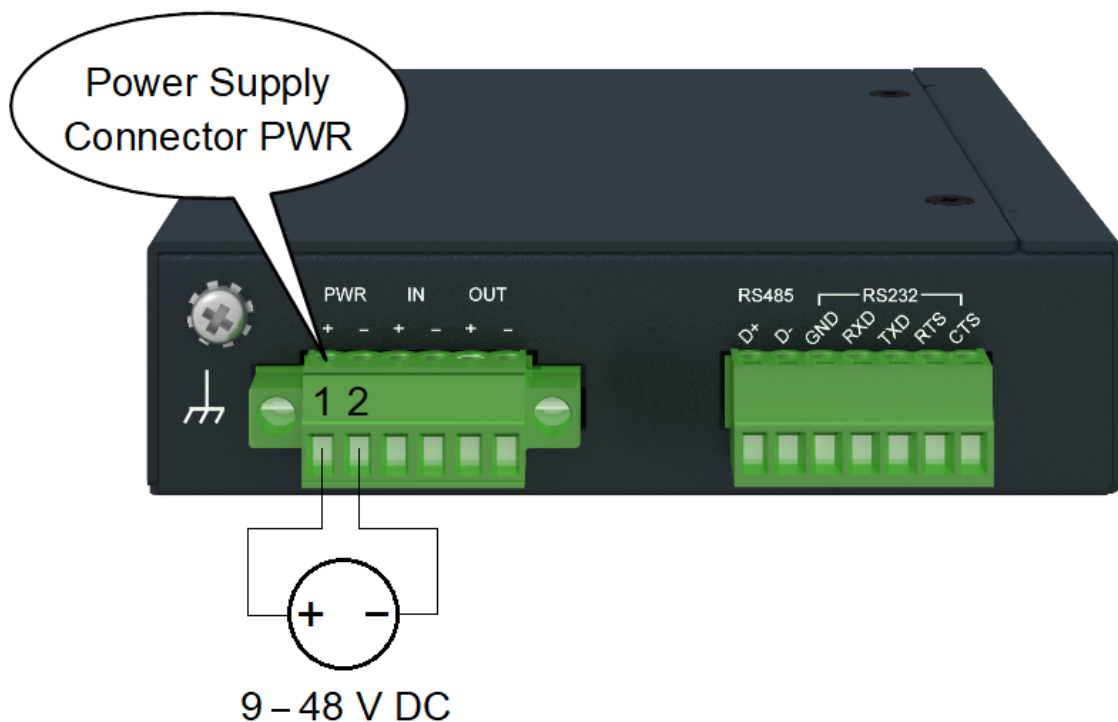 Power Supply
Connector PWR
PWR IN OUT
+ − + − + −
RS485 RS232
D+ D- GND RXD TXD RTS CTS
1 2
+ −
9 – 48 V DC